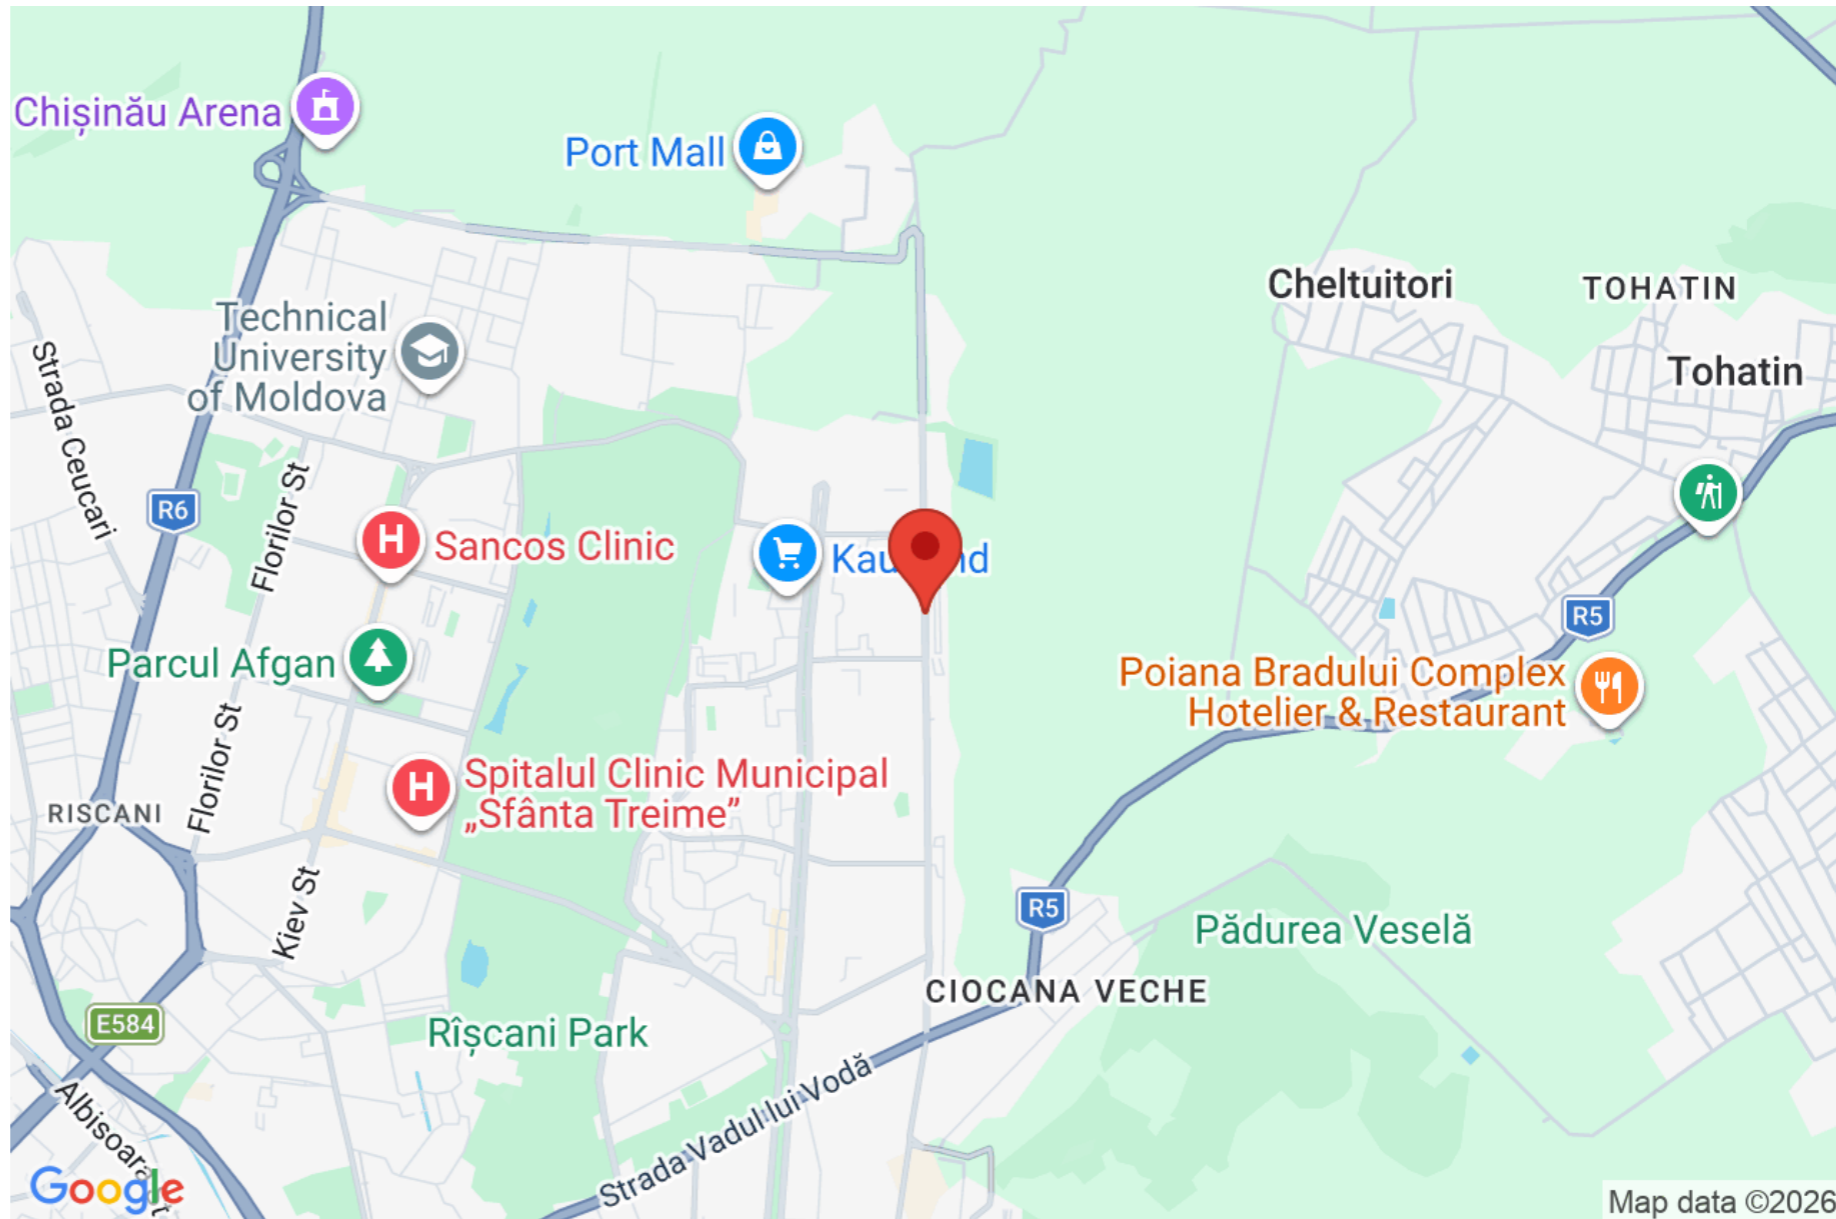 Chișinău Arena
Port Mall
Cheltuitori
TOHATIN
Technical
University
of Moldova
Tohatin
Strada Ceucari
Florilor St
R6
Sancos Clinic
R5
Parcul Afgan
Poiana Bradului Complex
Hotelier & Restaurant
Florilor St
Spitalul Clinic Municipal
„Sfânta Treime”
RISCANI
Kiev St
R5
Pădurea Veselă
CIOCANA VECHE
E584
Rîșcani Park
Strada Vadul lui Vodă
Google
Map data ©2026